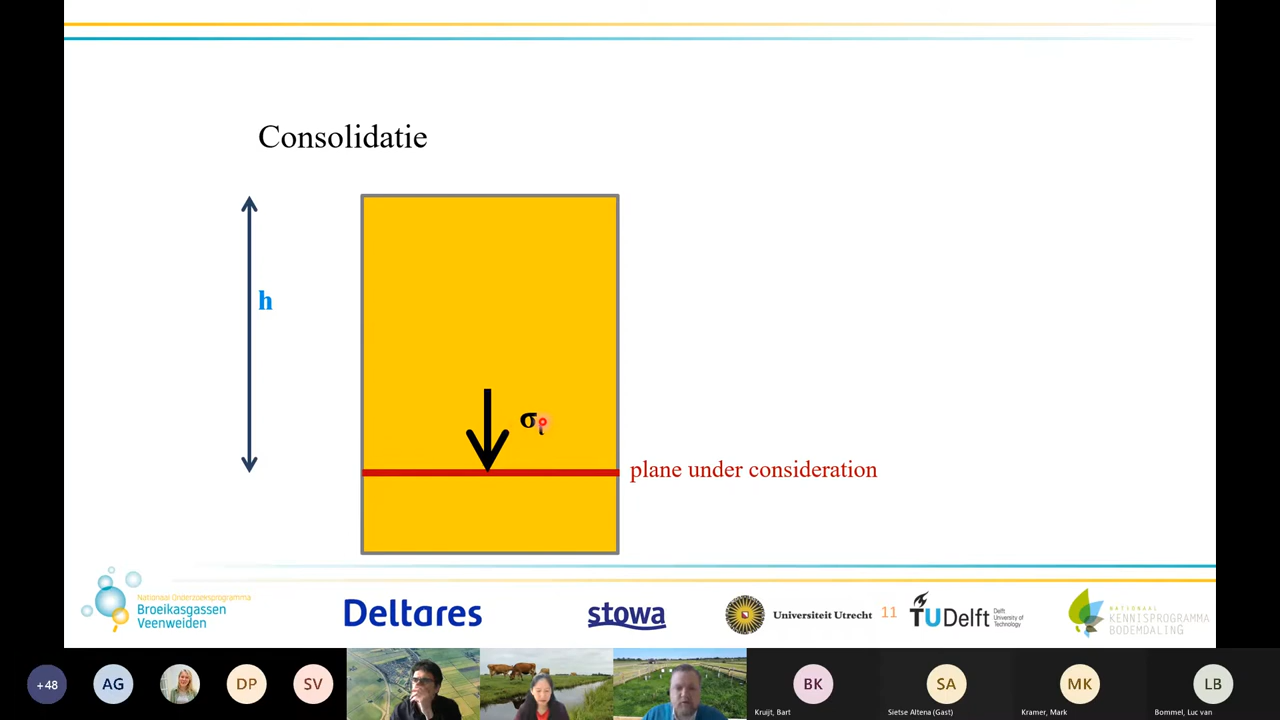 Consolidatie
h
σ
plane under consideration
Nationaal Onderzoeksprogramma
Broeikasgassen
Veenweiden
Deltares
stowa
Universiteit Utrecht
11
TUDelft
Delft
University of
Technology
NATIONAAL
KENNISPROGRAMMA
BODEMDALING
+48
AG
DP
SV
BK
SA
MK
LB
Kruijt, Bart
Sietse Altena (Gast)
Kramer, Mark
Bommel, Luc van